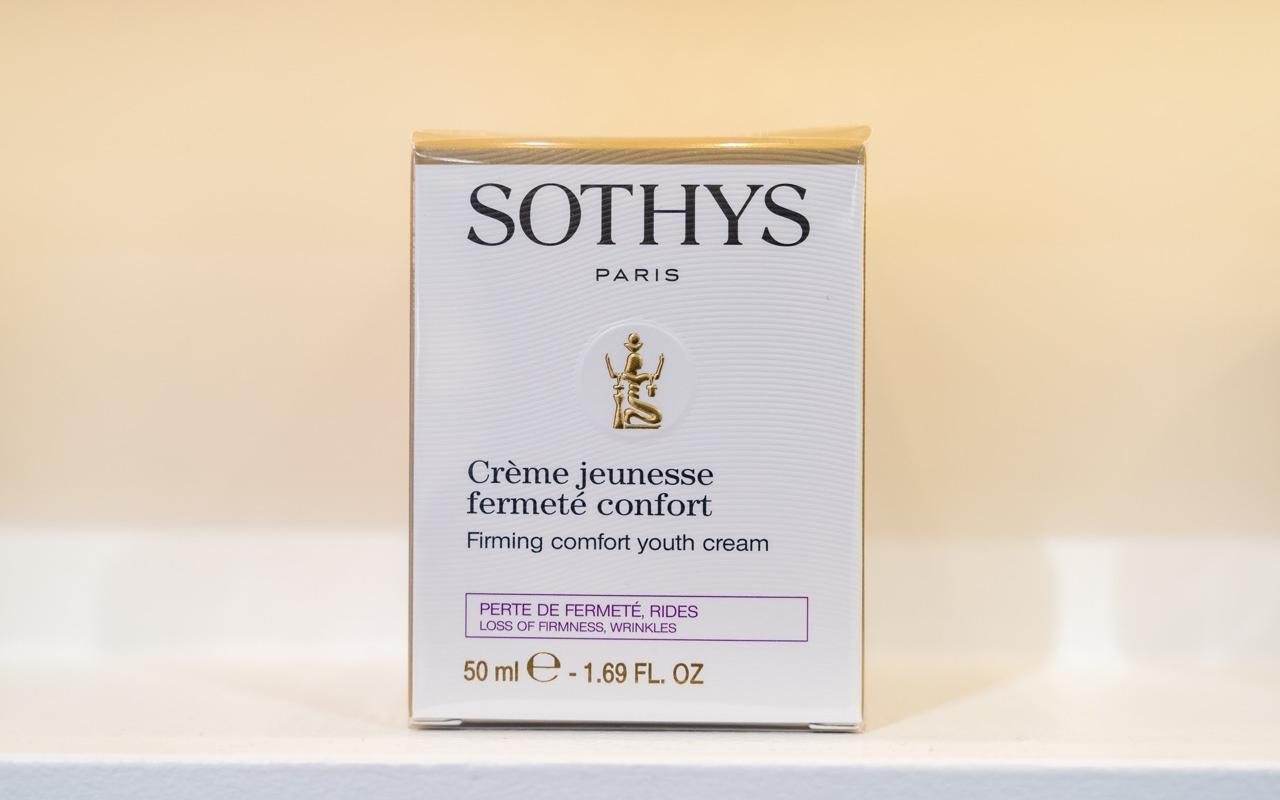 SOTHYS
PARIS
Crème jeunesse
fermeté confort
Firming comfort youth cream
PERTE DE FERMETÉ, RIDES
LOSS OF FIRMNESS, WRINKLES
50 ml ℮ - 1.69 FL. OZ